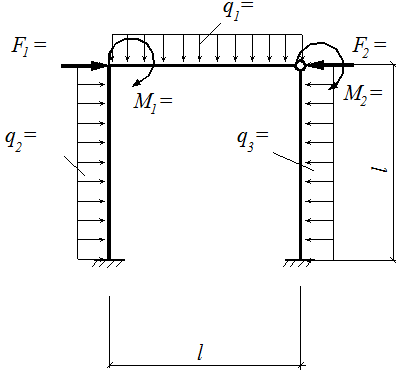 q₁=
F₁=
F₂=
M₁=
M₂=
q₂=
q₃=
l
l